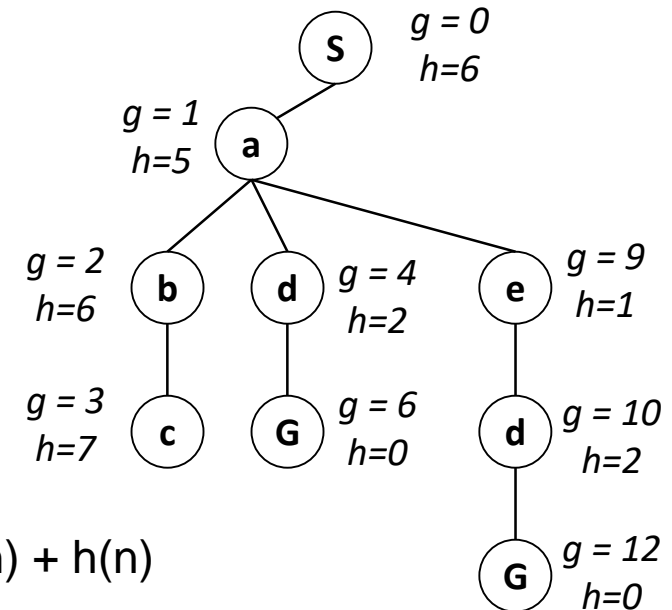 S
g = 0
h=6
g = 1
h=5
a
g = 2
h=6
b
d
g = 4
h=2
e
g = 9
h=1
g = 3
h=7
c
G
g = 6
h=0
d
g = 10
h=2
) + h(n)
G
g = 12
h=0